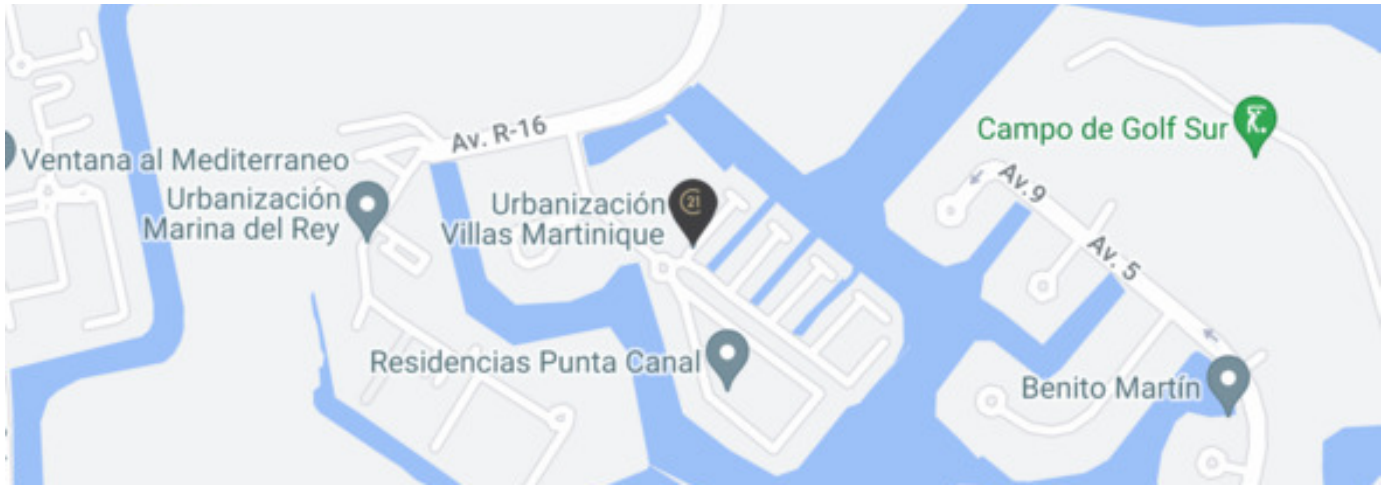 Av. R-16
Campo de Golf Sur
Ventana al Mediterraneo
Urbanización
Marina del Rey
Urbanización
Villas Martinique
21
Av.9
Av. 5
Residencias Punta Canal
Benito Martín